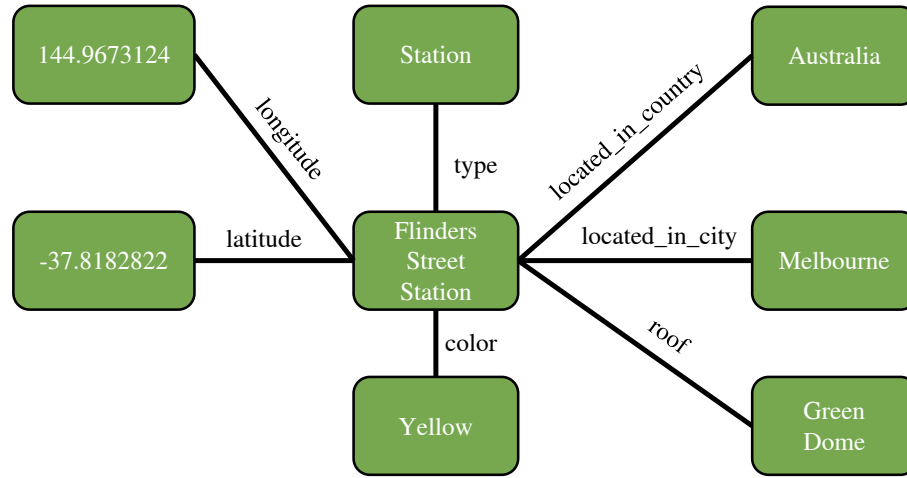 144.9673124
Station
Australia
longitude
type
located_in_country
-37.8182822
latitude
Flinders
Street
Station
located_in_city
Melbourne
color
roof
Yellow
Green
Dome